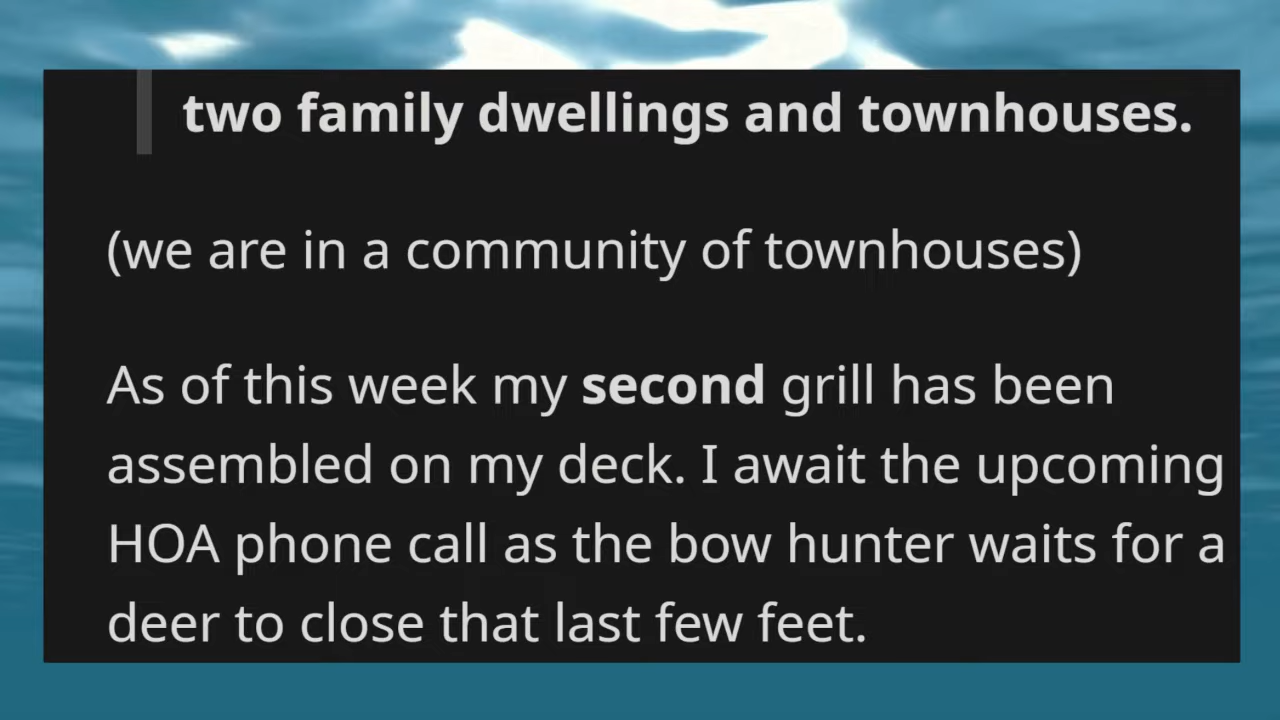 two family dwellings and townhouses.
(we are in a community of townhouses)
As of this week my second grill has been
assembled on my deck. I await the upcoming
HOA phone call as the bow hunter waits for a
deer to close that last few feet.